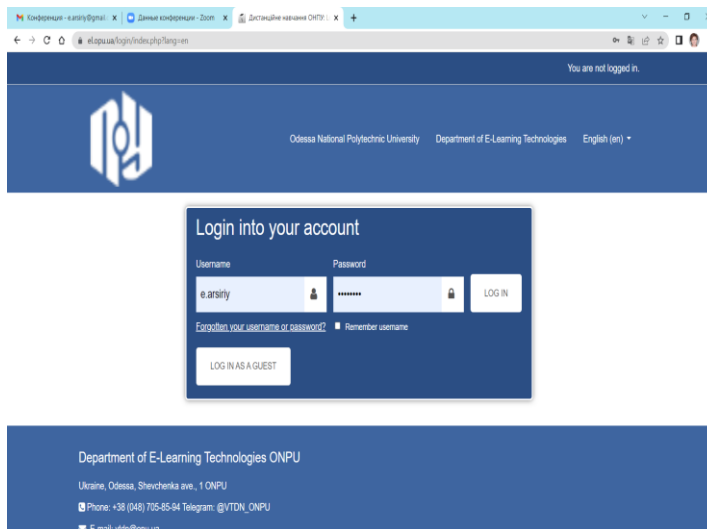 Конференция - e.arsiriy@gmail.
Данные конференции - Zoom
Дистанційне навчання ОНПУ:
el.opu.ua/login/index.php?lang=en
You are not logged in.
Odessa National Polytechnic University
Department of E-Learning Technologies
English (en)
Login into your account
Username
Password
e.arsiriy
••••••••
LOG IN
Forgotten your username or password?
Remember username
LOG IN AS A GUEST
Department of E-Learning Technologies ONPU
Ukraine, Odessa, Shevchenka ave., 1 ONPU
Phone: +38 (048) 705-85-94 Telegram: @VTDN_ONPU